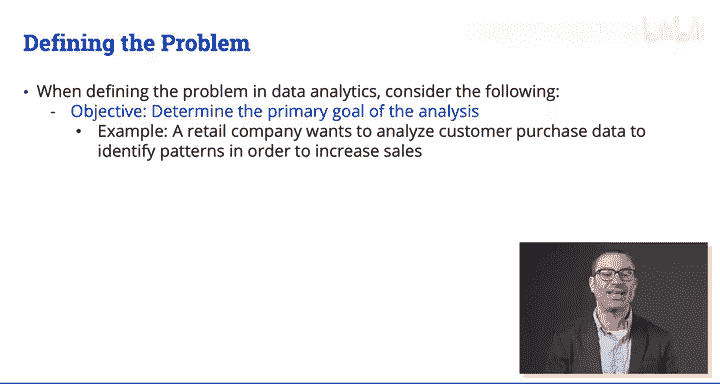 Defining the Problem
• When defining the problem in data analytics, consider the following:
- Objective: Determine the primary goal of the analysis
• Example: A retail company wants to analyze customer purchase data to
identify patterns in order to increase sales